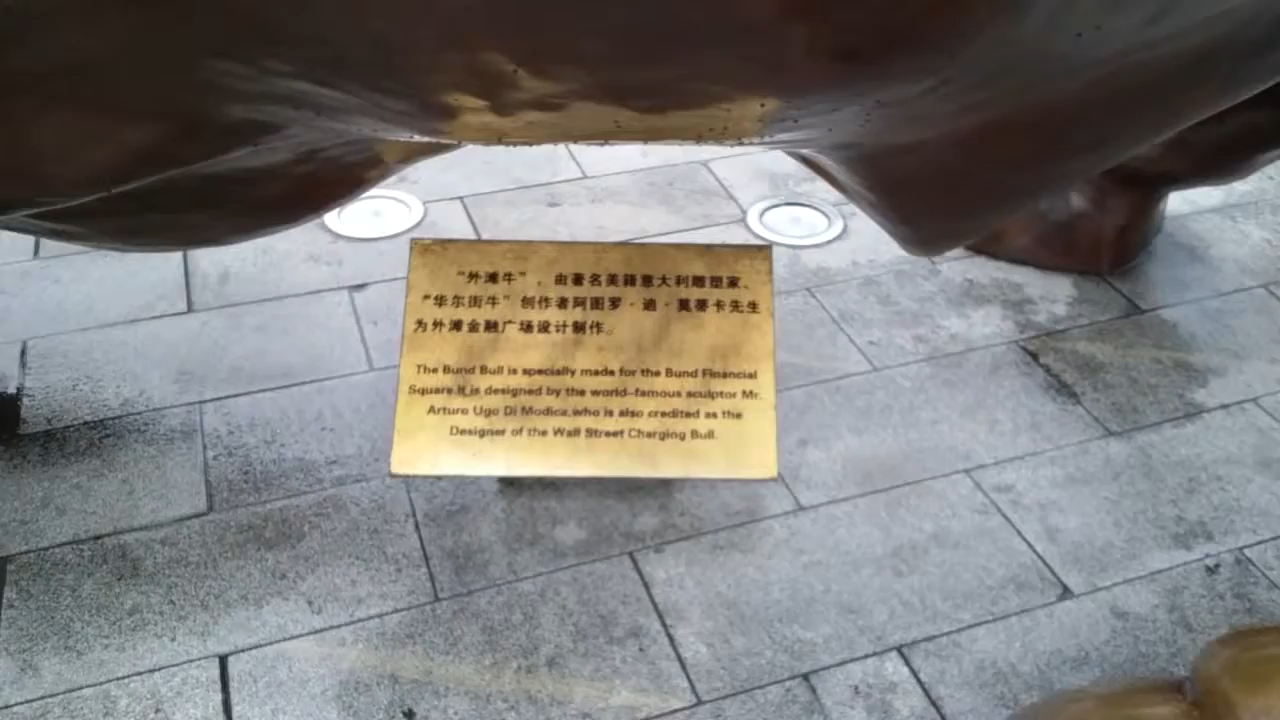 “外滩牛”，由著名美籍意大利雕塑家、
“华尔街牛”创作者阿图罗·迪·莫蒂卡先生
为外滩金融广场设计制作。
The Bund Bull is specially made for the Bund Financial
Square.It is designed by the world-famous sculptor Mr.
Arturo Ugo Di Modica,who is also credited as the
Designer of the Wall Street Charging Bull.